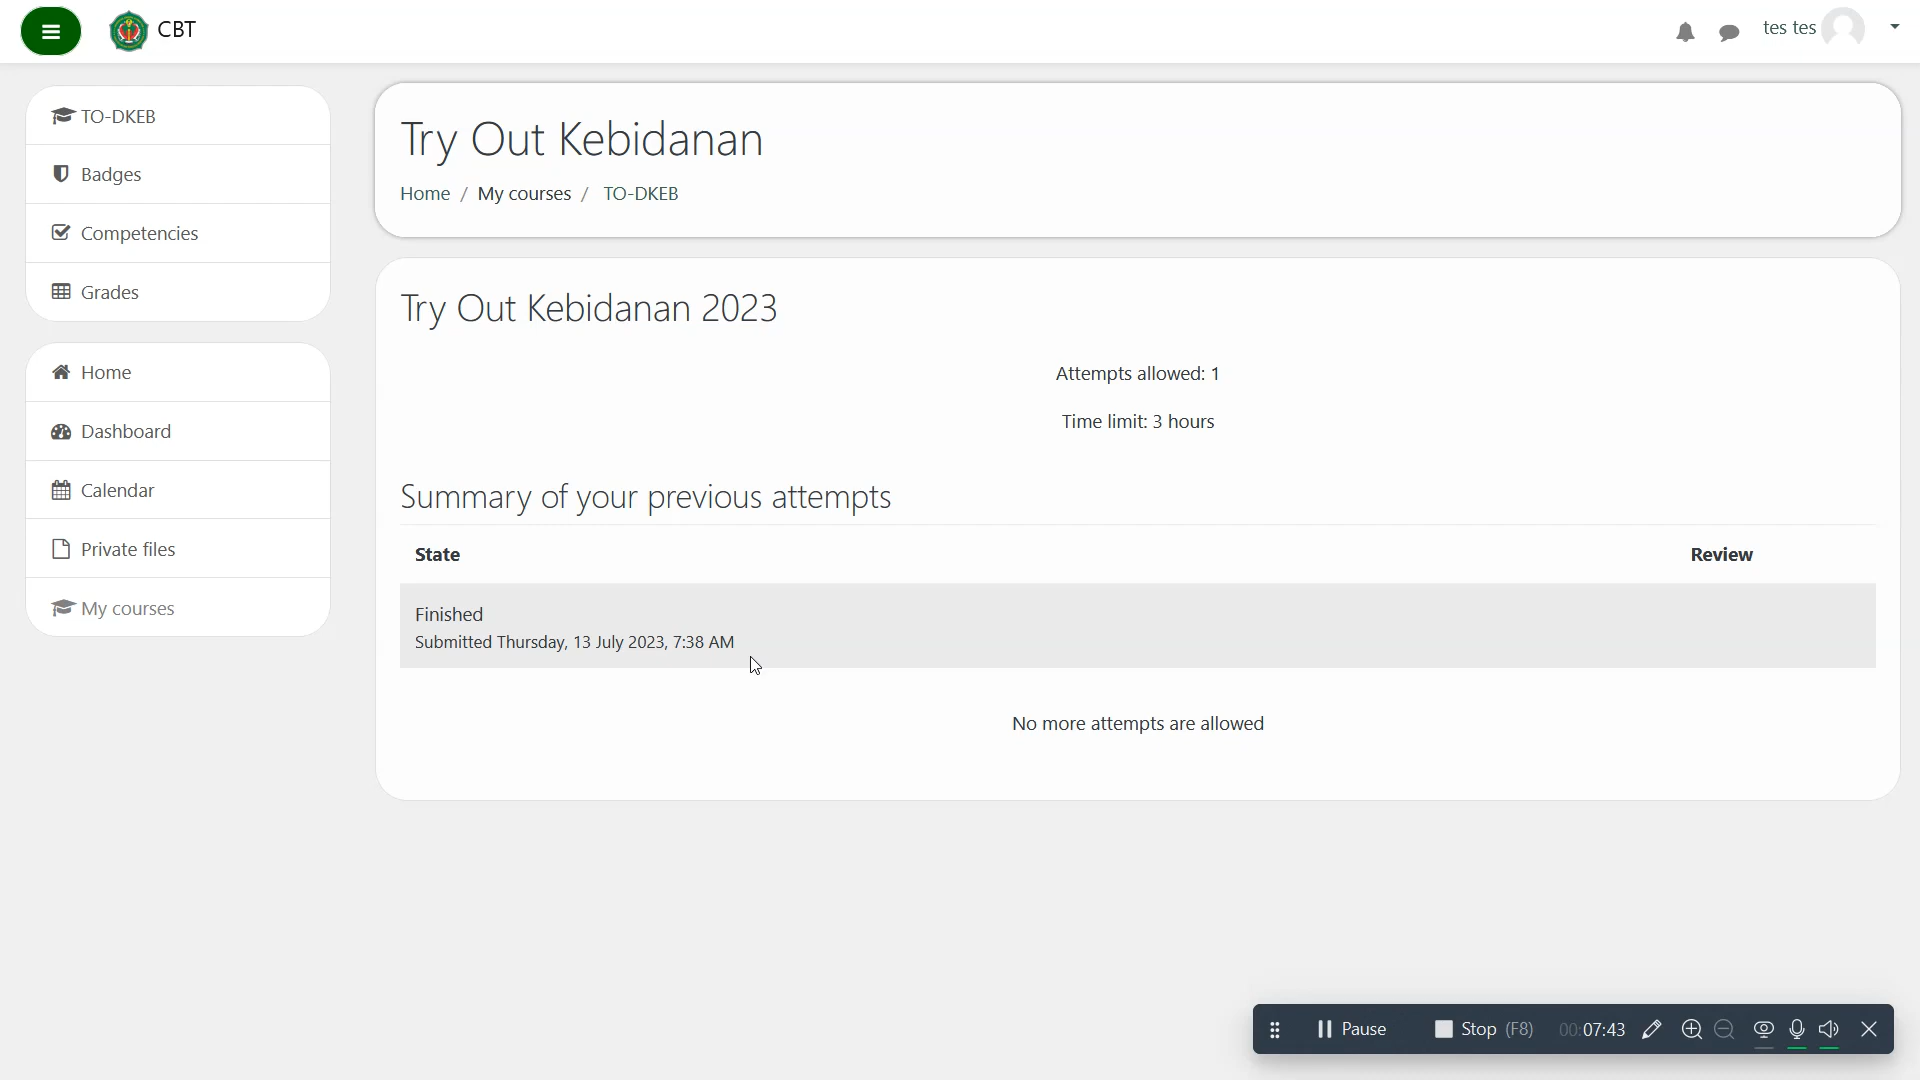 CBT
tes tes
TO-DKEB
Badges
Competencies
Grades
Home
Dashboard
Calendar
Private files
My courses
Try Out Kebidanan
Home / My courses / TO-DKEB
Try Out Kebidanan 2023
Attempts allowed: 1
Time limit: 3 hours
Summary of your previous attempts
State Review
Finished
Submitted Thursday, 13 July 2023, 7:38 AM
No more attempts are allowed
Pause Stop (F8) 00:07:43